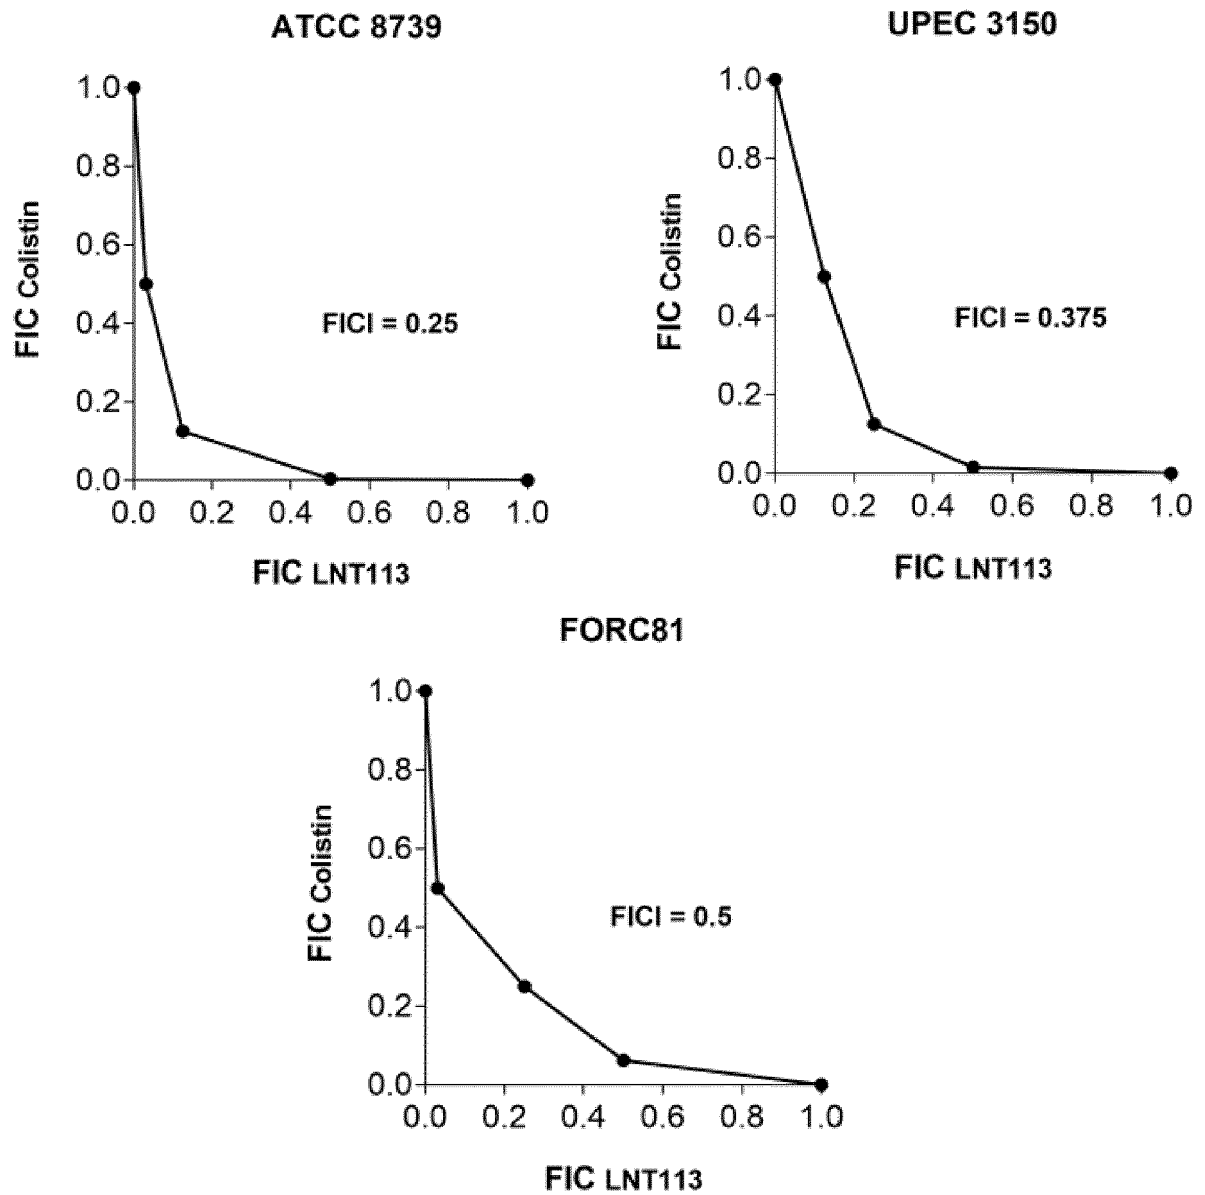 ATCC 8739
1.0
0.8
0.6
0.4
0.2
0.0
FIC Colistin
FICI = 0.25
0.0 0.2 0.4 0.6 0.8 1.0
FIC LNT113
UPEC 3150
1.0
0.8
0.6
0.4
0.2
0.0
FIC Colistin
FICI = 0.375
0.0 0.2 0.4 0.6 0.8 1.0
FIC LNT113
FORC81
1.0
0.8
0.6
0.4
0.2
0.0
FIC Colistin
FICI = 0.5
0.0 0.2 0.4 0.6 0.8 1.0
FIC LNT113